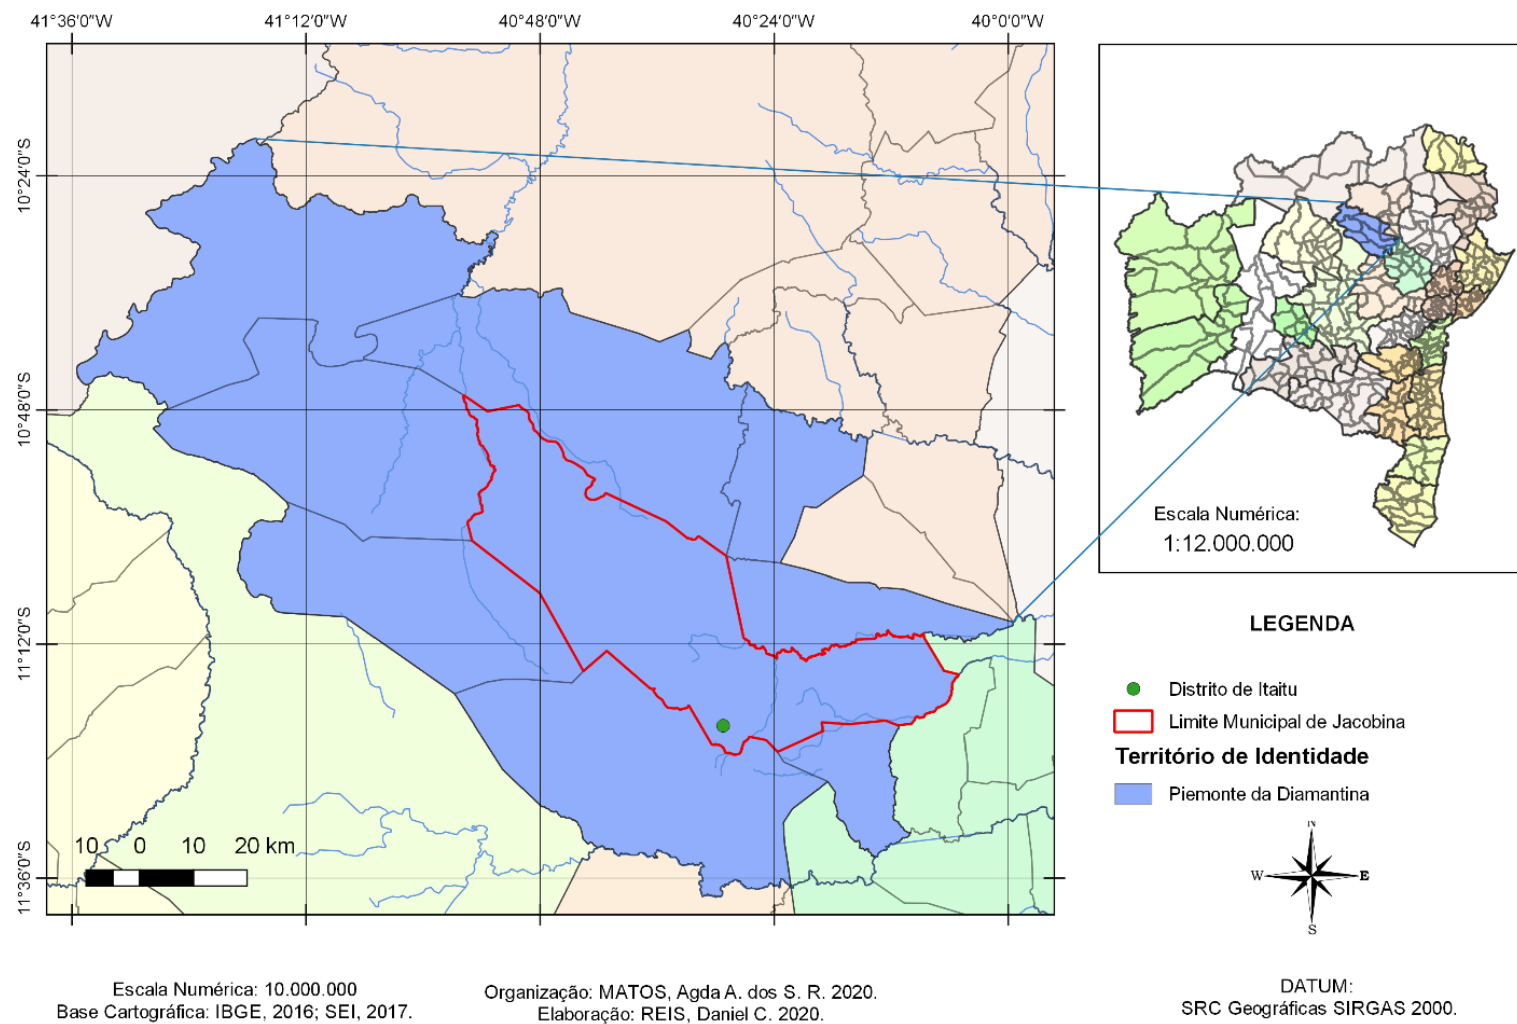 41°36'0"W 41°12'0"W 40°48'0"W 40°24'0"W 40°0'0"W
10°24'0"S
10°48'0"S
11°12'0"S
11°36'0"S
10 0 10 20 km
Escala Numérica:
1:12.000.000
LEGENDA
Distrito de Itaitu
Limite Municipal de Jacobina
Território de Identidade
Piemonte da Diamantina
N
W E
S
Escala Numérica: 10.000.000
Base Cartográfica: IBGE, 2016; SEI, 2017.
Organização: MATOS, Agda A. dos S. R. 2020.
Elaboração: REIS, Daniel C. 2020.
DATUM:
SRC Geográficas SIRGAS 2000.